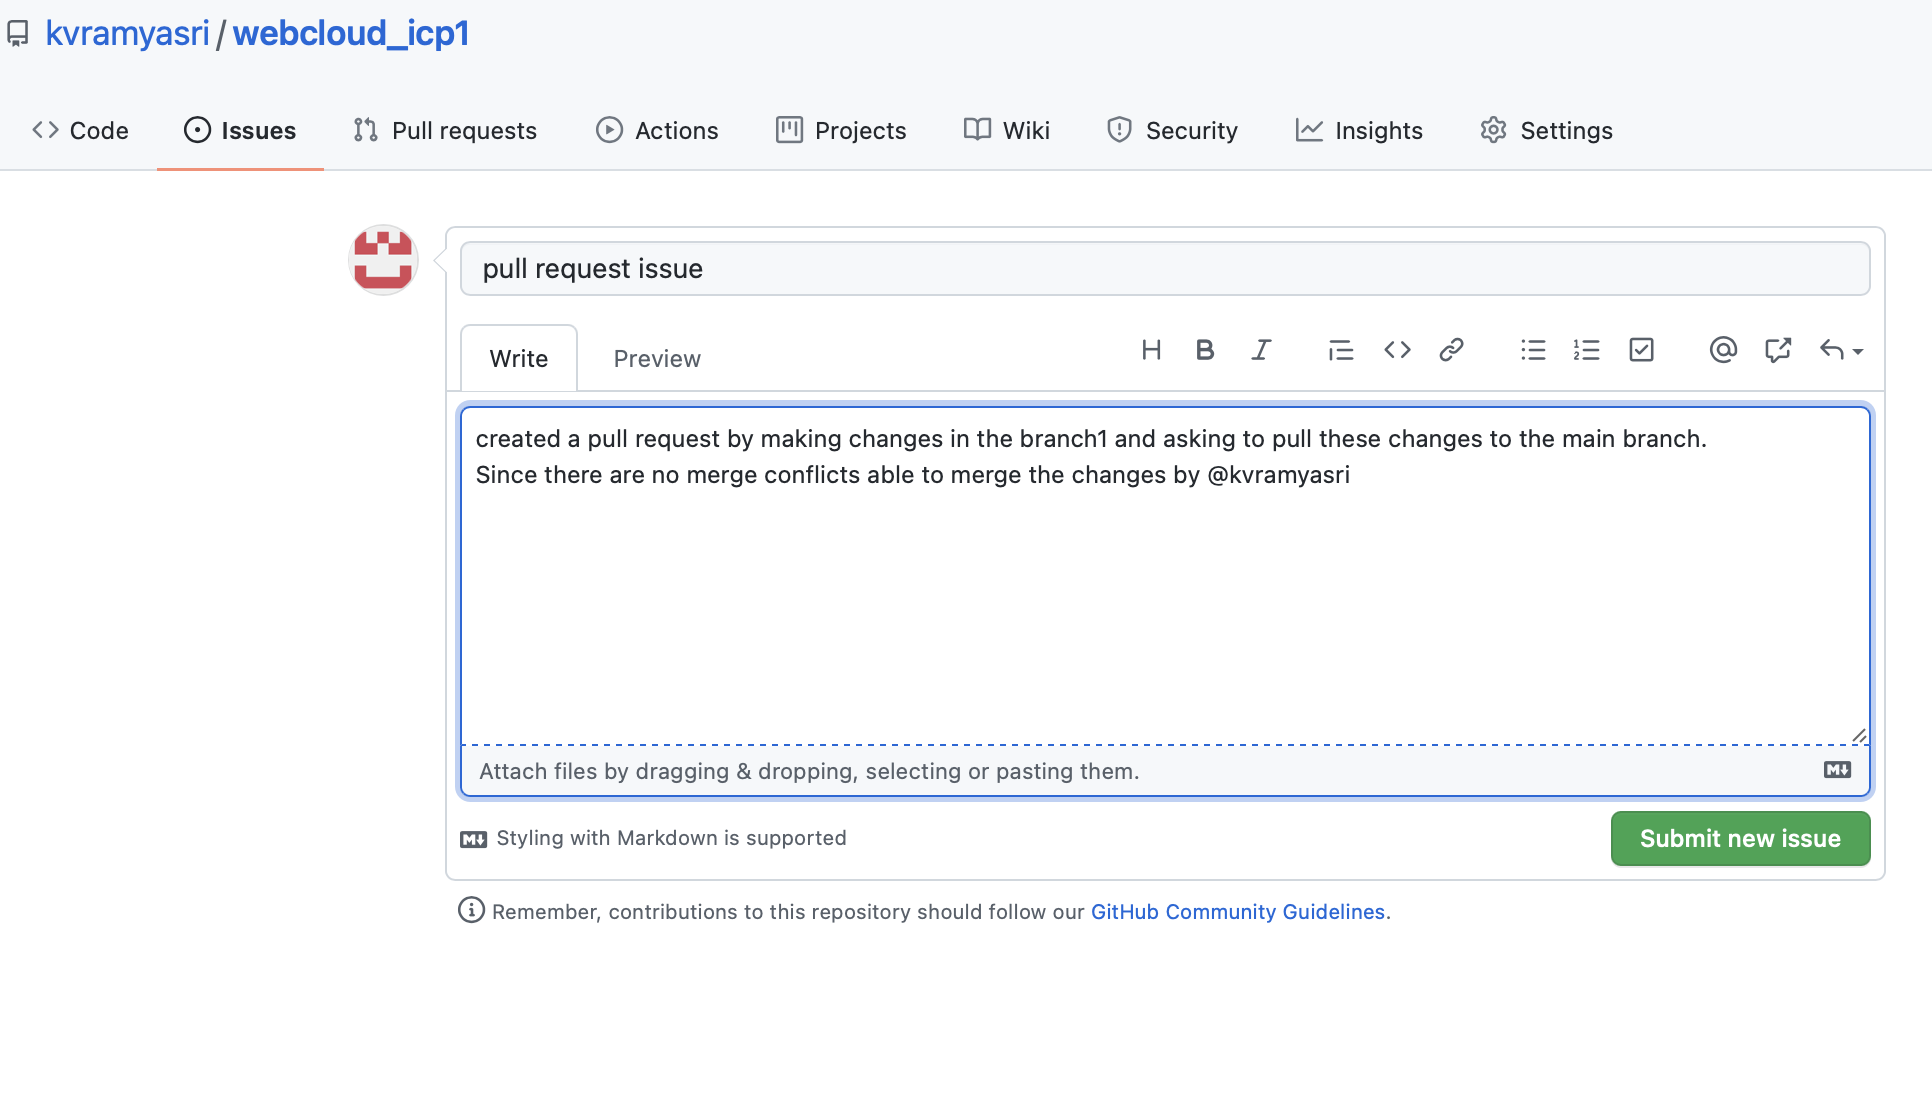 kvramyasri / webcloud_icp1
Code Issues Pull requests Actions Projects Wiki Security Insights Settings
pull request issue
Write Preview
created a pull request by making changes in the branch1 and asking to pull these changes to the main branch.
Since there are no merge conflicts able to merge the changes by @kvramyasri
Attach files by dragging & dropping, selecting or pasting them.
Styling with Markdown is supported
Submit new issue
Remember, contributions to this repository should follow our GitHub Community Guidelines.